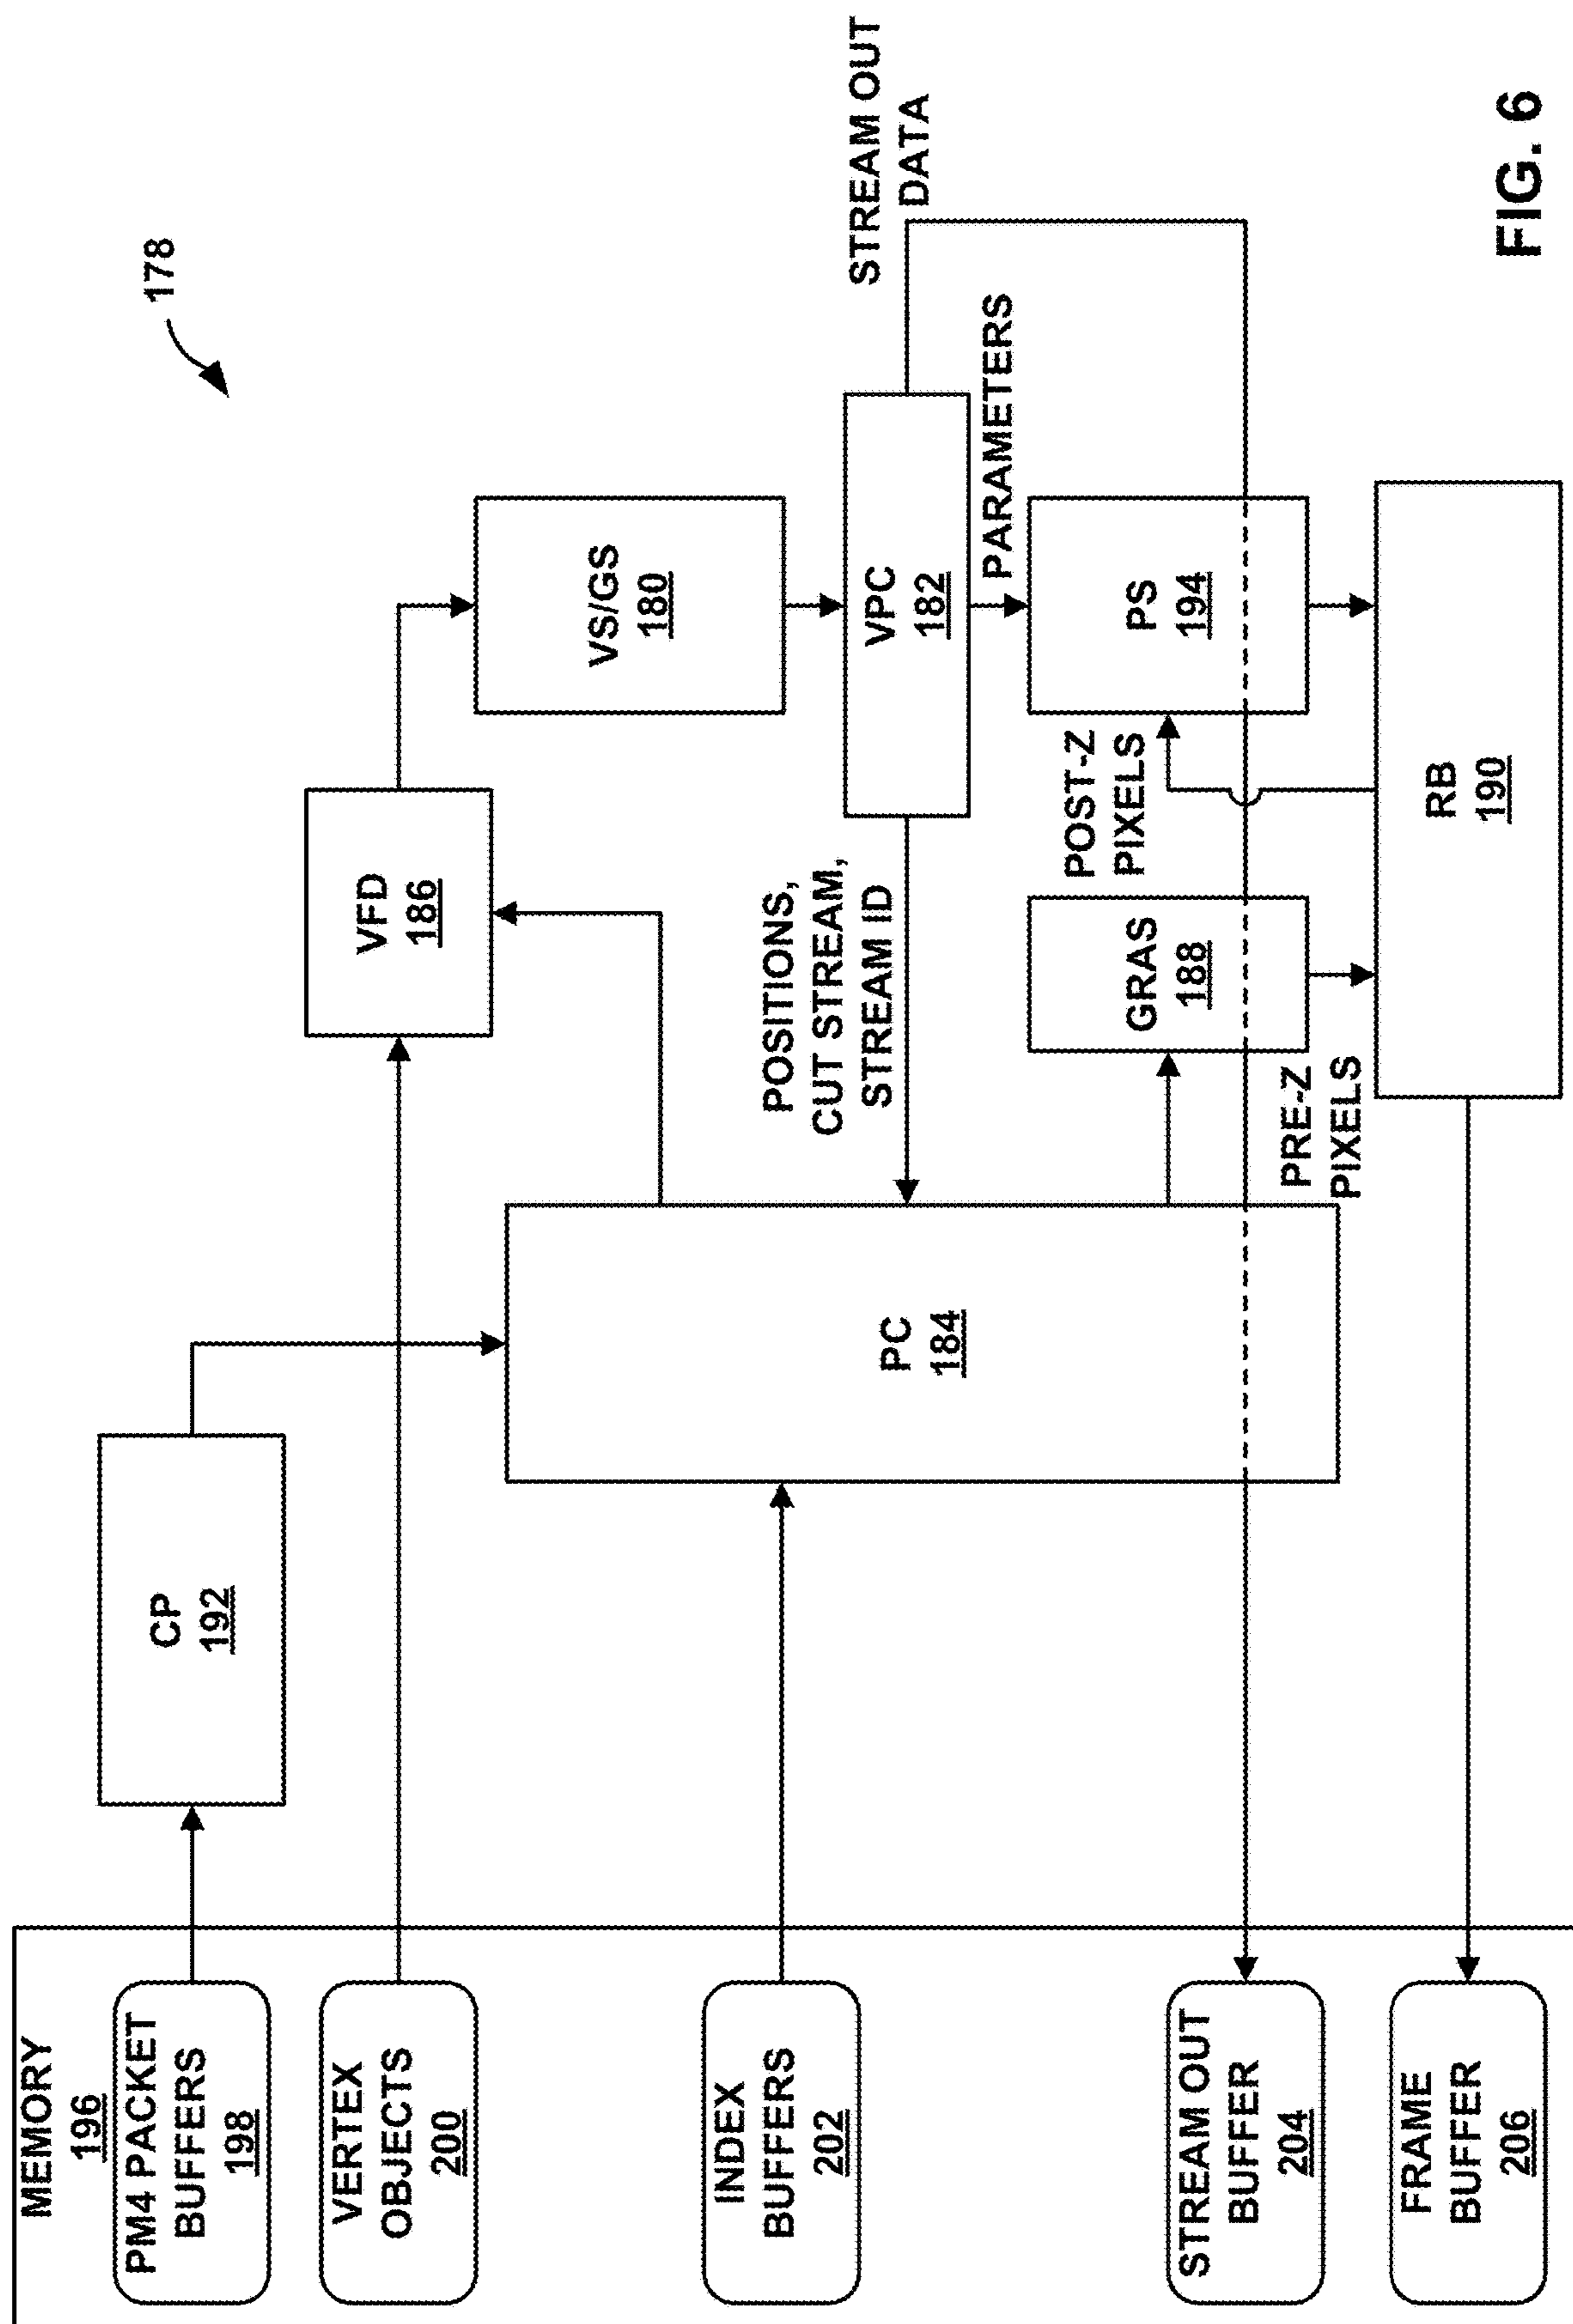 178
MEMORY
196
PM4 PACKET
BUFFERS
198
VERTEX
OBJECTS
200
INDEX
BUFFERS
202
STREAM OUT
BUFFER
204
FRAME
BUFFER
206
CP
192
VFD
186
VS/GS
180
PC
184
POSITIONS,
CUT STREAM,
STREAM ID
VPC
182
STREAM OUT
DATA
PARAMETERS
GRAS
188
POST-Z
PIXELS
PS
194
PRE-Z
PIXELS
RB
190
FIG. 6